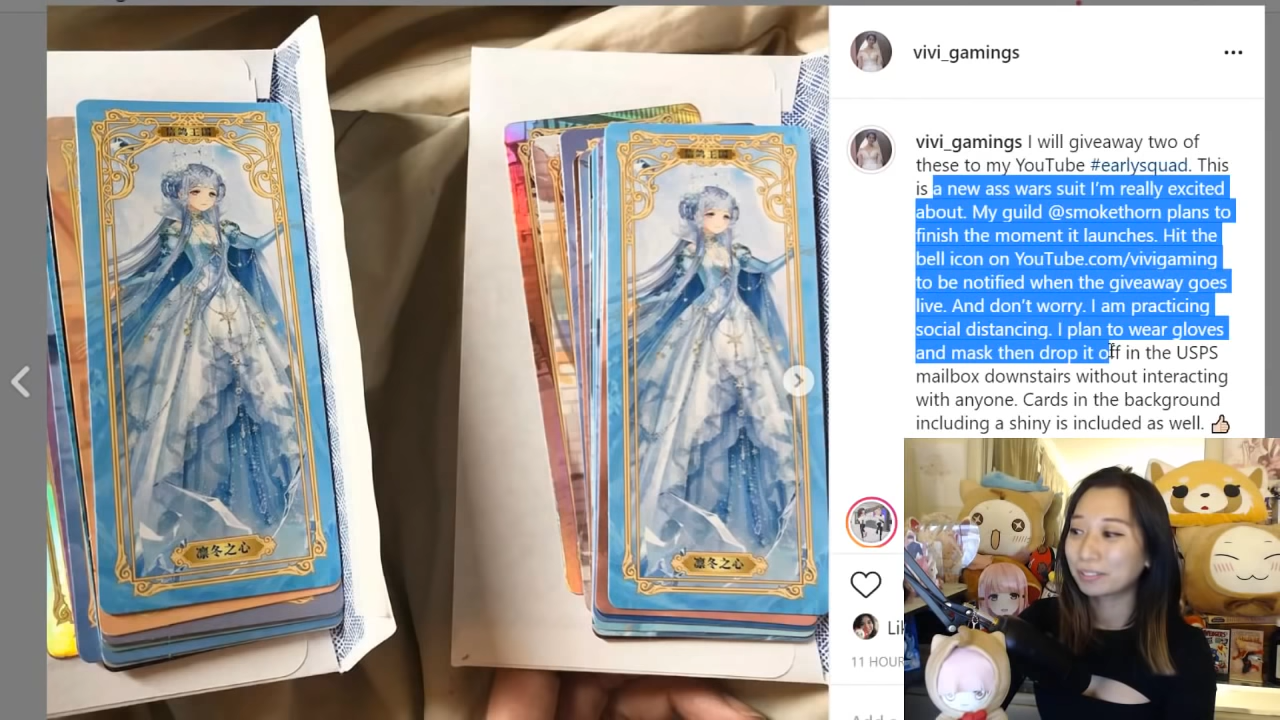 vivi_gamings
vivi_gamings I will giveaway two of
these to my YouTube #earlysquad. This
is a new ass wars suit I'm really excited
about. My guild @smokethorn plans to
finish the moment it launches. Hit the
bell icon on YouTube.com/vivigaming
to be notified when the giveaway goes
live. And don't worry. I am practicing
social distancing. I plan to wear gloves
and mask then drop it off in the USPS
mailbox downstairs without interacting
with anyone. Cards in the background
including a shiny is included as well. 👍🏻
凛冬之心
凛冬之心
Li
11 HOUR
Add a